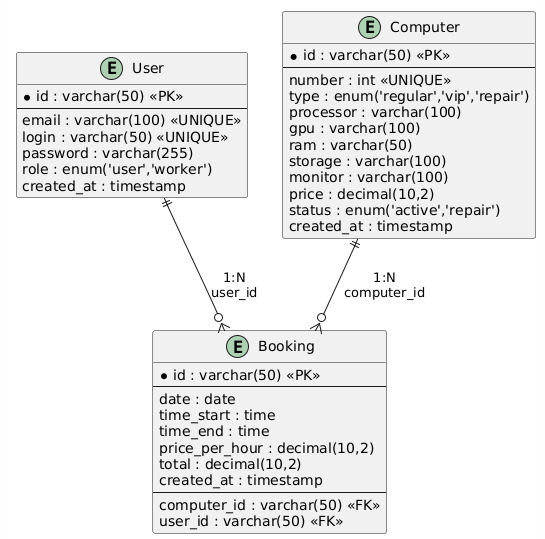 E User
* id : varchar(50) «PK»
email : varchar(100) «UNIQUE»
login : varchar(50) «UNIQUE»
password : varchar(255)
role : enum('user','worker')
created_at : timestamp
E Computer
* id : varchar(50) «PK»
number : int «UNIQUE»
type : enum('regular','vip','repair')
processor : varchar(100)
gpu : varchar(100)
ram : varchar(50)
storage : varchar(100)
monitor : varchar(100)
price : decimal(10,2)
status : enum('active','repair')
created_at : timestamp
1:N
user_id
1:N
computer_id
E Booking
* id : varchar(50) «PK»
date : date
time_start : time
time_end : time
price_per_hour : decimal(10,2)
total : decimal(10,2)
created_at : timestamp
computer_id : varchar(50) «FK»
user_id : varchar(50) «FK»